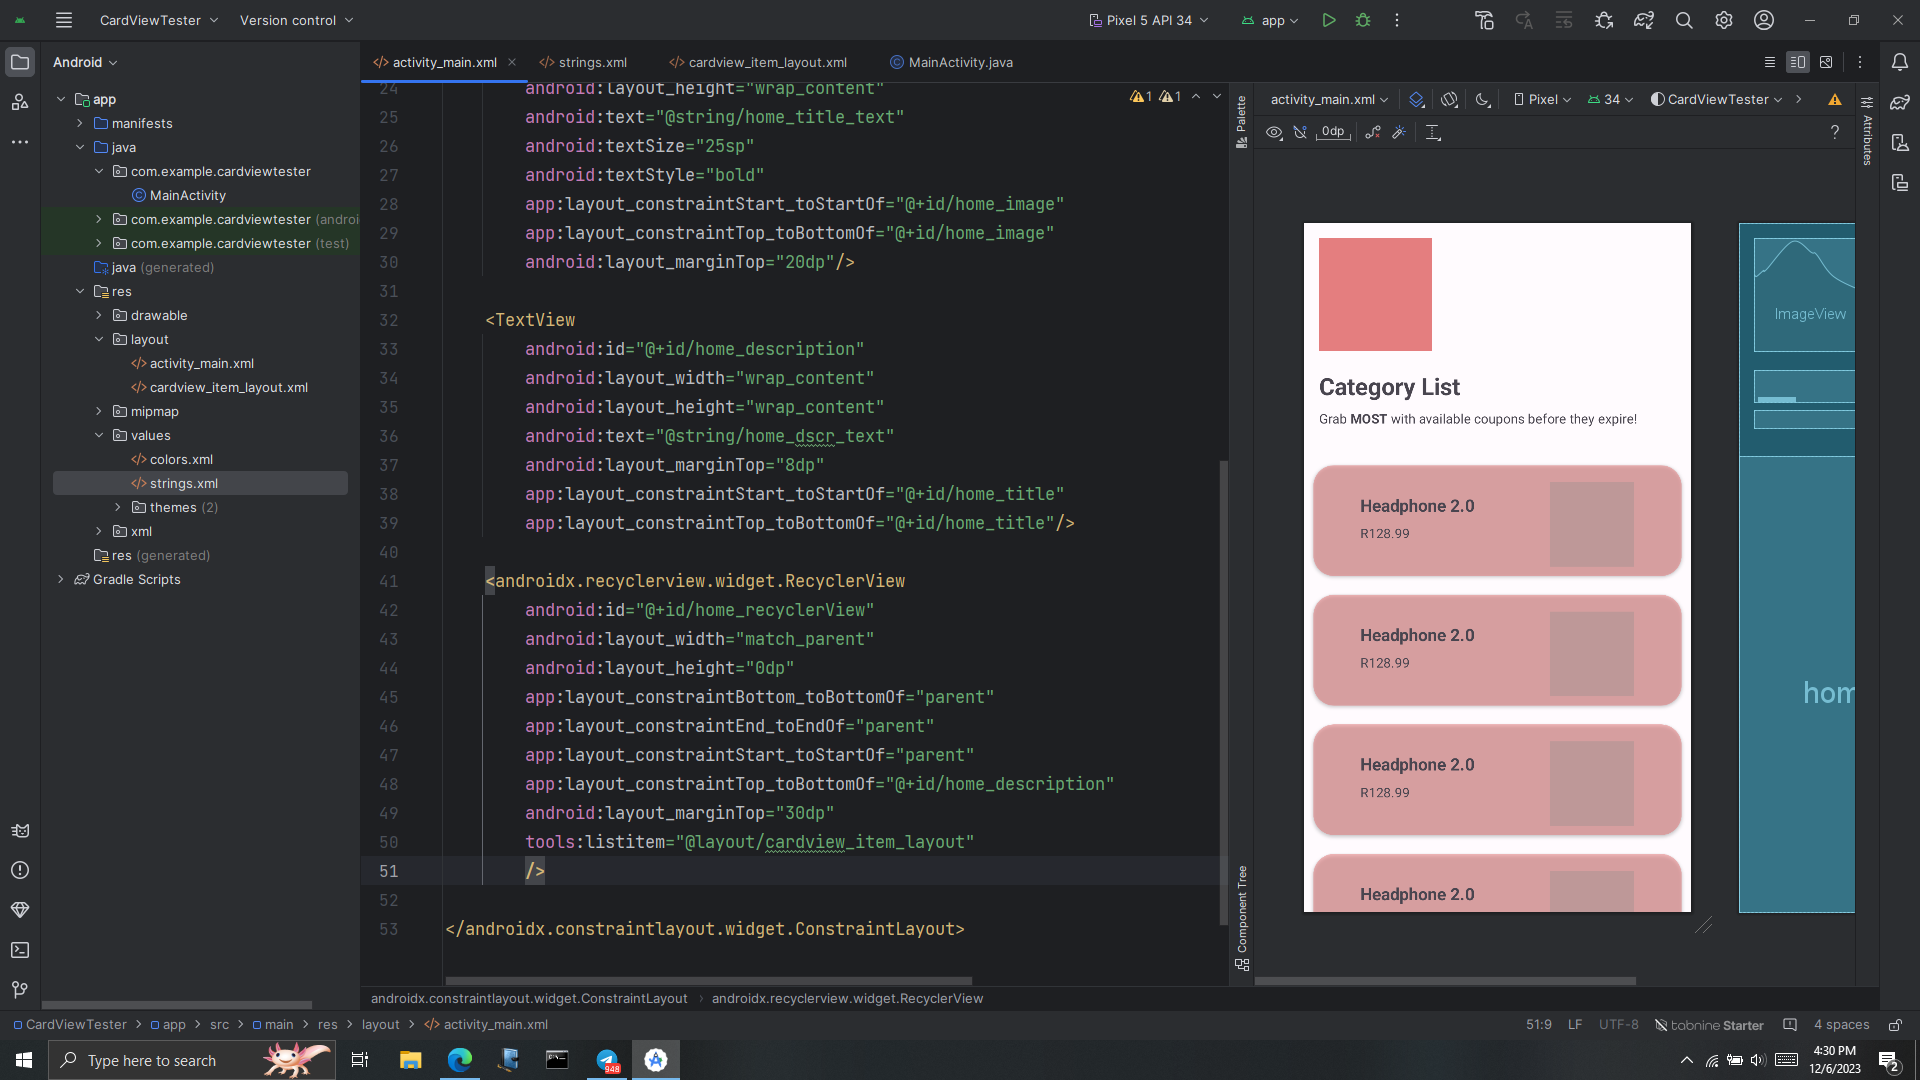 CardViewTester
Version control
Pixel 5 API 34
app
Android
activity_main.xml
strings.xml
cardview_item_layout.xml
MainActivity.java
app
manifests
java
com.example.cardviewtester
MainActivity
com.example.cardviewtester (androi
com.example.cardviewtester (test)
java (generated)
res
drawable
layout
activity_main.xml
cardview_item_layout.xml
mipmap
values
colors.xml
strings.xml
themes (2)
xml
res (generated)
Gradle Scripts
1 1
24 android:layout_height="wrap_content"
25 android:text="@string/home_title_text"
26 android:textSize="25sp"
27 android:textStyle="bold"
28 app:layout_constraintStart_toStartOf="@+id/home_image"
29 app:layout_constraintTop_toBottomOf="@+id/home_image"
30 android:layout_marginTop="20dp"/>
31
32 <TextView
33 android:id="@+id/home_description"
34 android:layout_width="wrap_content"
35 android:layout_height="wrap_content"
36 android:text="@string/home_dscr_text"
37 android:layout_marginTop="8dp"
38 app:layout_constraintStart_toStartOf="@+id/home_title"
39 app:layout_constraintTop_toBottomOf="@+id/home_title"/>
40
41 <androidx.recyclerview.widget.RecyclerView
42 android:id="@+id/home_recyclerView"
43 android:layout_width="match_parent"
44 android:layout_height="0dp"
45 app:layout_constraintBottom_toBottomOf="parent"
46 app:layout_constraintEnd_toEndOf="parent"
47 app:layout_constraintStart_toStartOf="parent"
48 app:layout_constraintTop_toBottomOf="@+id/home_description"
49 android:layout_marginTop="30dp"
50 tools:listitem="@layout/cardview_item_layout"
51 />
52
53 </androidx.constraintlayout.widget.ConstraintLayout>
androidx.constraintlayout.widget.ConstraintLayout > androidx.recyclerview.widget.RecyclerView
Palette
Component Tree
activity_main.xml
Pixel
34
CardViewTester
0dp
?
Attributes
Category List
Grab MOST with available coupons before they expire!
Headphone 2.0
R128.99
Headphone 2.0
R128.99
Headphone 2.0
R128.99
Headphone 2.0
ImageView
hom
CardViewTester > app > src > main > res > layout > activity_main.xml
51:9 LF UTF-8 tabnine Starter 4 spaces
Type here to search
948
4:30 PM
12/6/2023
2